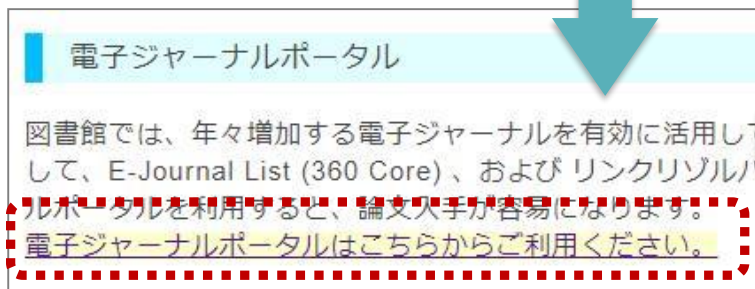 電子ジャーナルポータル
図書館では、年々増加する電子ジャーナルを有効に活用し
して、E-Journal List (360 Core) 、および リンクリゾル
ルポータルを利用すると、論文入手が容易になります。
電子ジャーナルポータルはこちらからご利用ください。